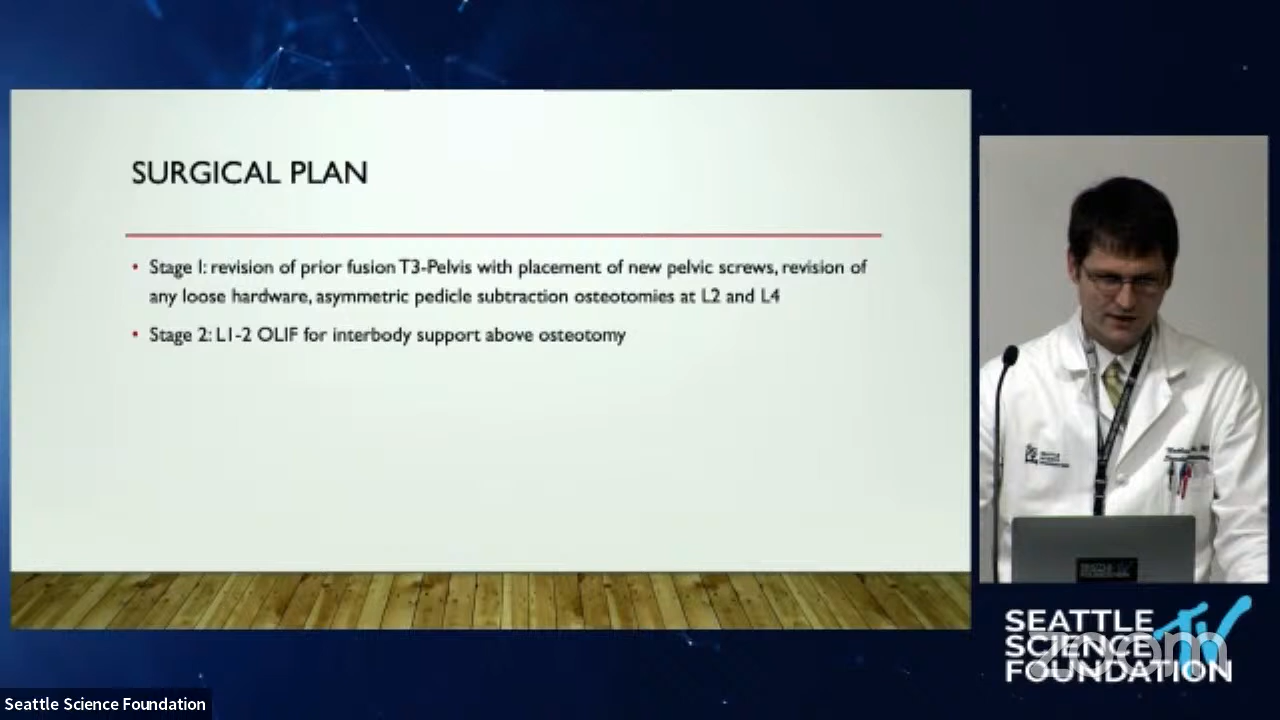 SURGICAL PLAN
• Stage 1: revision of prior fusion T3-Pelvis with placement of new pelvic screws, revision of
any loose hardware, asymmetric pedicle subtraction osteotomies at L2 and L4
• Stage 2: L1-2 OLIF for interbody support above osteotomy
SEATTLE
SCIENCE TV
FOUNDATION
zoom
Seattle Science Foundation